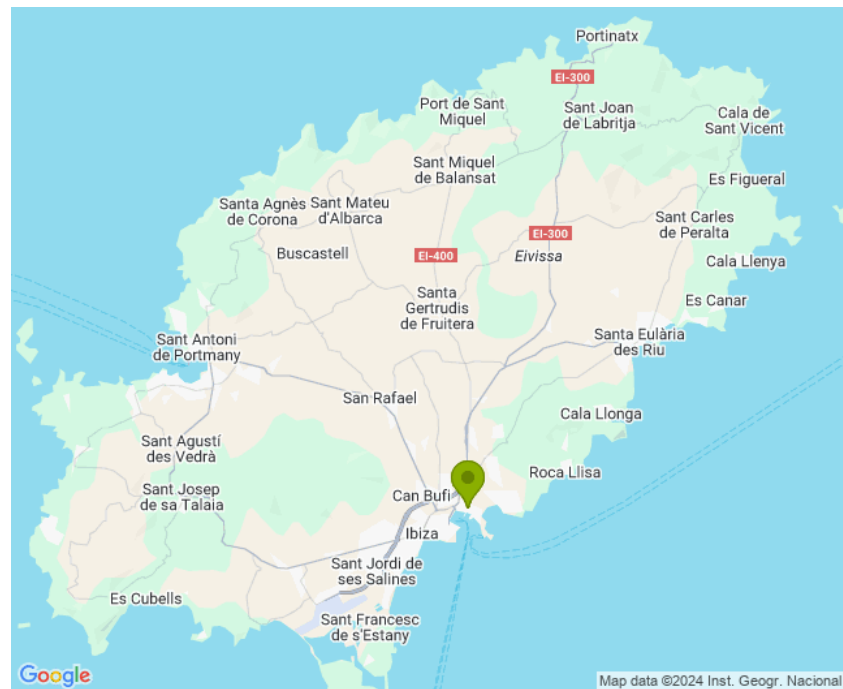 Portinatx
EI-300
Port de Sant
Miquel
Sant Joan
de Labritja
Cala de
Sant Vicent
Sant Miquel
de Balansat
Es Figueral
Santa Agnès
de Corona
Sant Mateu
d'Albarca
Sant Carles
de Peralta
EI-300
Buscastell
EI-400
Eivissa
Cala Llenya
Santa
Gertrudis
de Fruitera
Es Canar
Sant Antoni
de Portmany
Santa Eulària
des Riu
San Rafael
Cala Llonga
Sant Agustí
des Vedrà
Roca Llisa
Sant Josep
de sa Talaia
Can Bufi
Ibiza
Sant Jordi de
ses Salines
Es Cubells
Sant Francesc
de s'Estany
Google
Map data ©2024 Inst. Geogr. Nacional